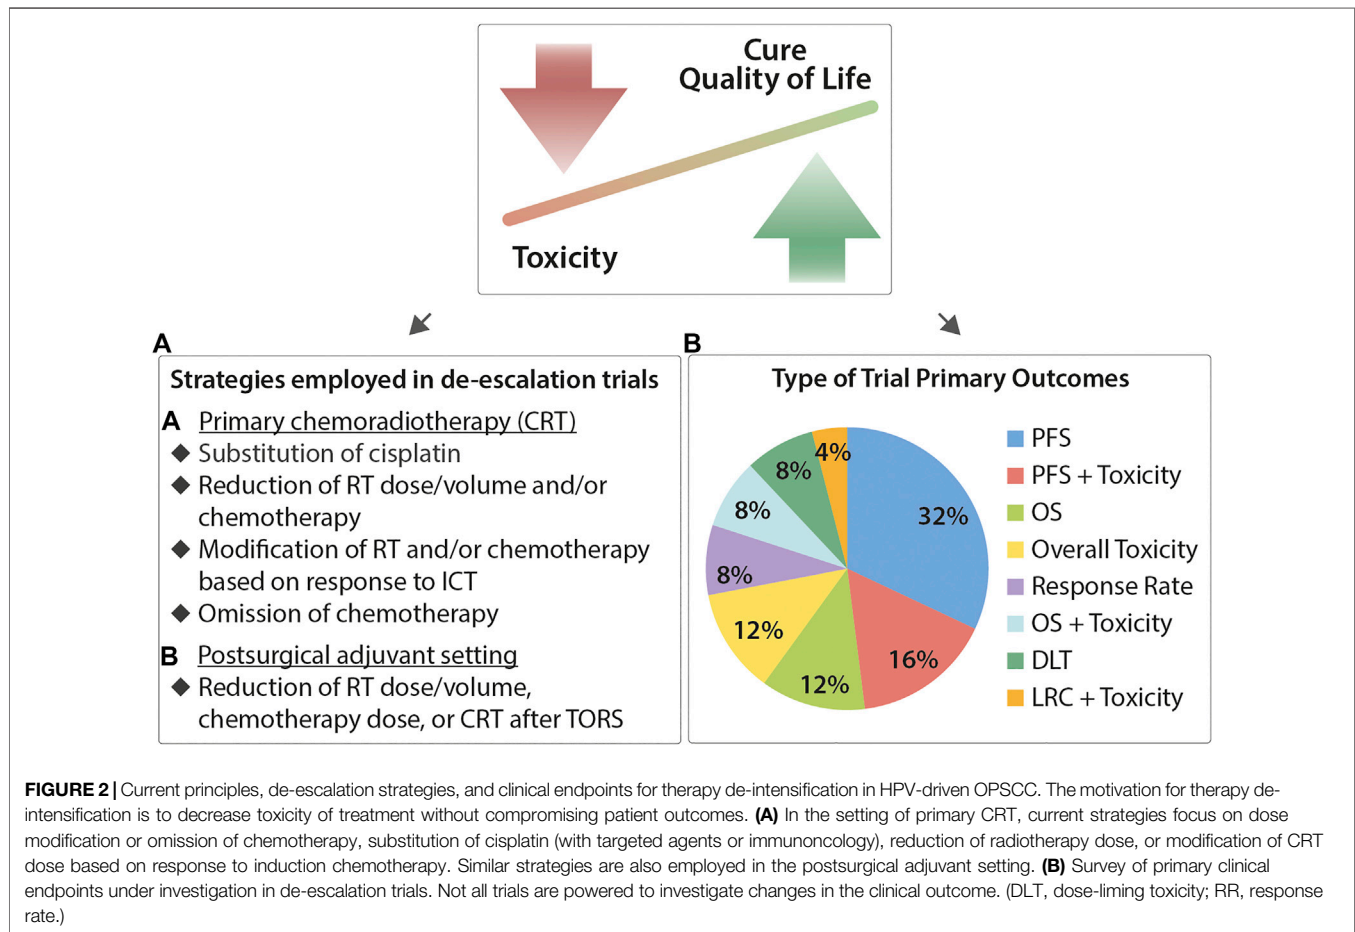 Cure
Quality of Life
Toxicity
A
Strategies employed in de-escalation trials
A Primary chemoradiotherapy (CRT)
◆ Substitution of cisplatin
◆ Reduction of RT dose/volume and/or
chemotherapy
◆ Modification of RT and/or chemotherapy
based on response to ICT
◆ Omission of chemotherapy
B Postsurgical adjuvant setting
◆ Reduction of RT dose/volume,
chemotherapy dose, or CRT after TORS
B
Type of Trial Primary Outcomes
4%
8%
8%
8%
12%
12%
16%
32%
PFS
PFS + Toxicity
OS
Overall Toxicity
Response Rate
OS + Toxicity
DLT
LRC + Toxicity
FIGURE 2 | Current principles, de-escalation strategies, and clinical endpoints for therapy de-intensification in HPV-driven OPSCC. The motivation for therapy de-
intensification is to decrease toxicity of treatment without compromising patient outcomes. (A) In the setting of primary CRT, current strategies focus on dose
modification or omission of chemotherapy, substitution of cisplatin (with targeted agents or immunoncology), reduction of radiotherapy dose, or modification of CRT
dose based on response to induction chemotherapy. Similar strategies are also employed in the postsurgical adjuvant setting. (B) Survey of primary clinical
endpoints under investigation in de-escalation trials. Not all trials are powered to investigate changes in the clinical outcome. (DLT, dose-liming toxicity; RR, response
rate.)